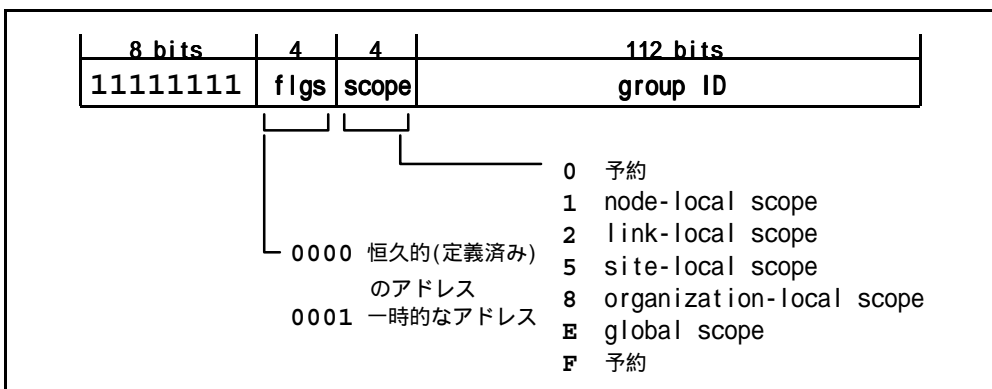 8 bits 4 4 112 bits
11111111 flgs scope group ID
0 予約
1 node-local scope
2 link-local scope
5 site-local scope
8 organization-local scope
E global scope
F 予約
0000 恒久的(定義済み)
のアドレス
0001 一時的なアドレス